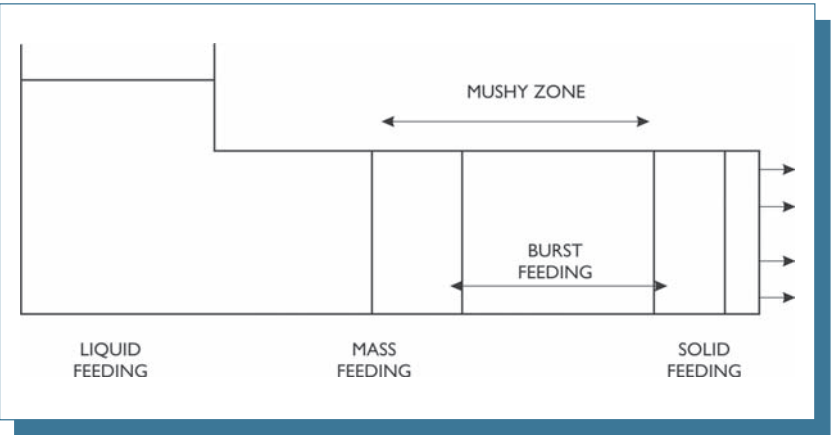 MUSHY ZONE
BURST
FEEDING
LIQUID
FEEDING
MASS
FEEDING
SOLID
FEEDING